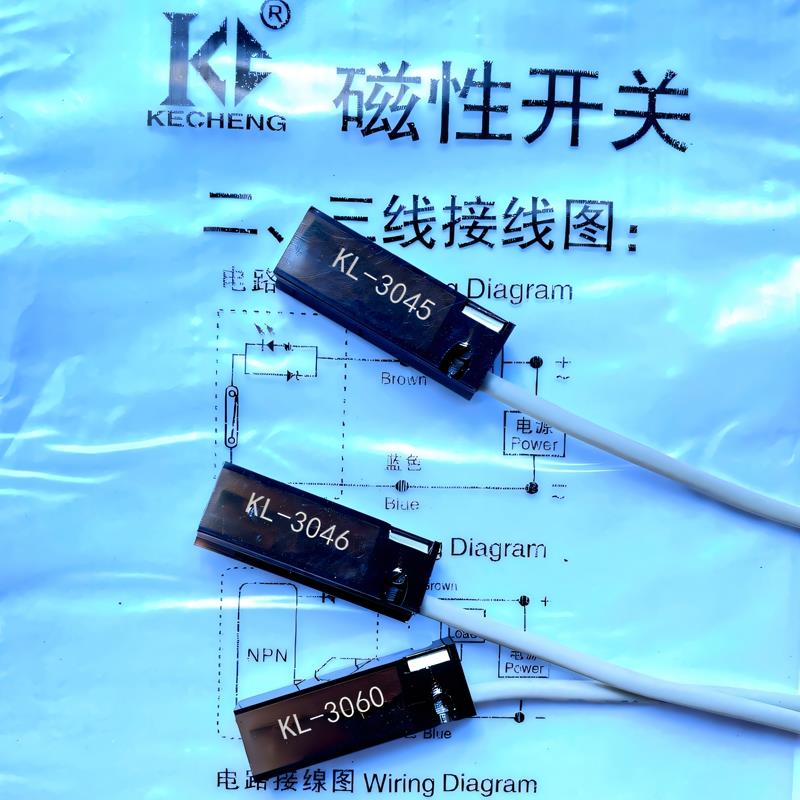 KE ®
KECHENG
磁性开关
二、三线接线图：
电路
Diagram
KL-3045
+
~
Brown
电源
Power
蓝色
Blue
~
KL-3046
Diagram
Brown
+
Load
NPN
电源
Power
KL-3060
Blue
电路接線图 Wiring Diagram